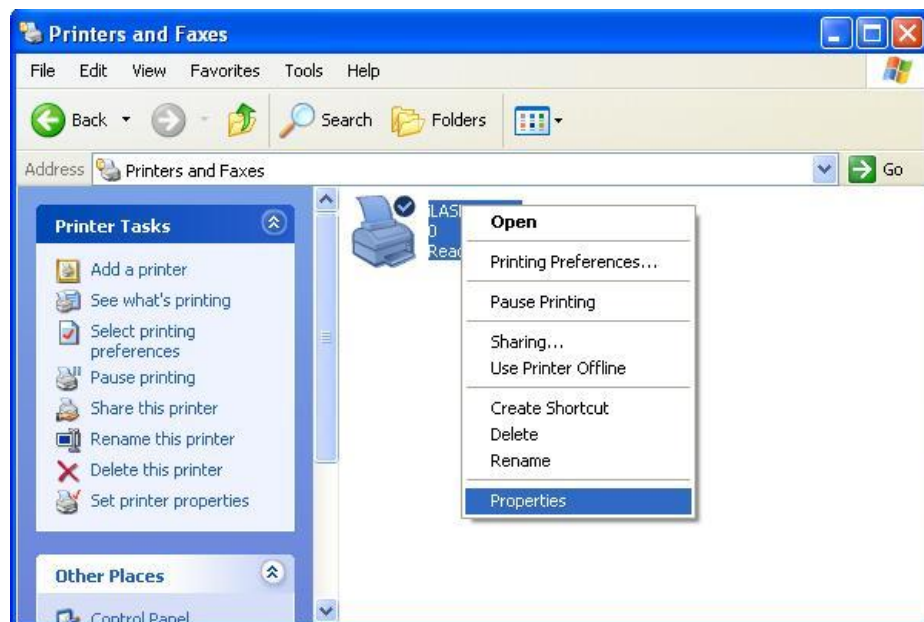 Printers and Faxes
File Edit View Favorites Tools Help
Back Search Folders
Address Printers and Faxes Go
Printer Tasks
Add a printer
See what's printing
Select printing
preferences
Pause printing
Share this printer
Rename this printer
Delete this printer
Set printer properties
Other Places
Control Panel
0
Open
Printing Preferences...
Pause Printing
Sharing...
Use Printer Offline
Create Shortcut
Delete
Rename
Properties